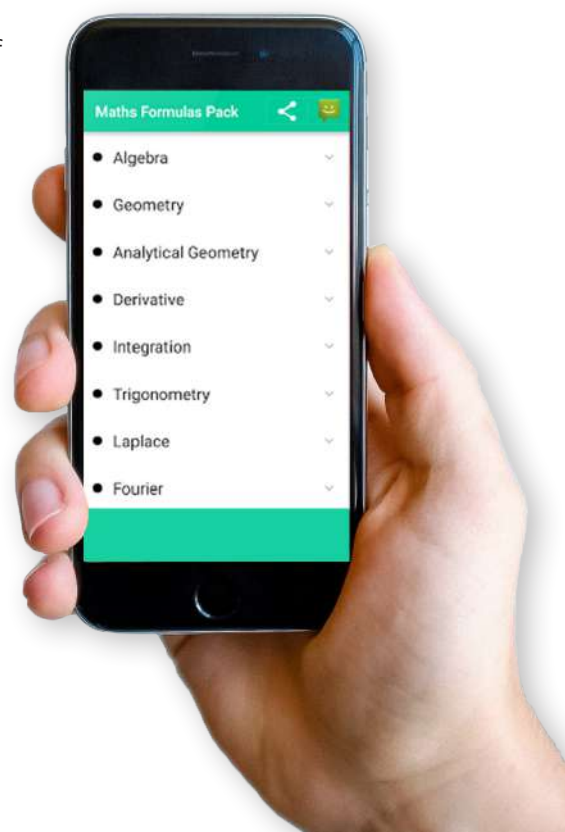 Maths Formulas Pack
Algebra
Geometry
Analytical Geometry
Derivative
Integration
Trigonometry
Laplace
Fourier